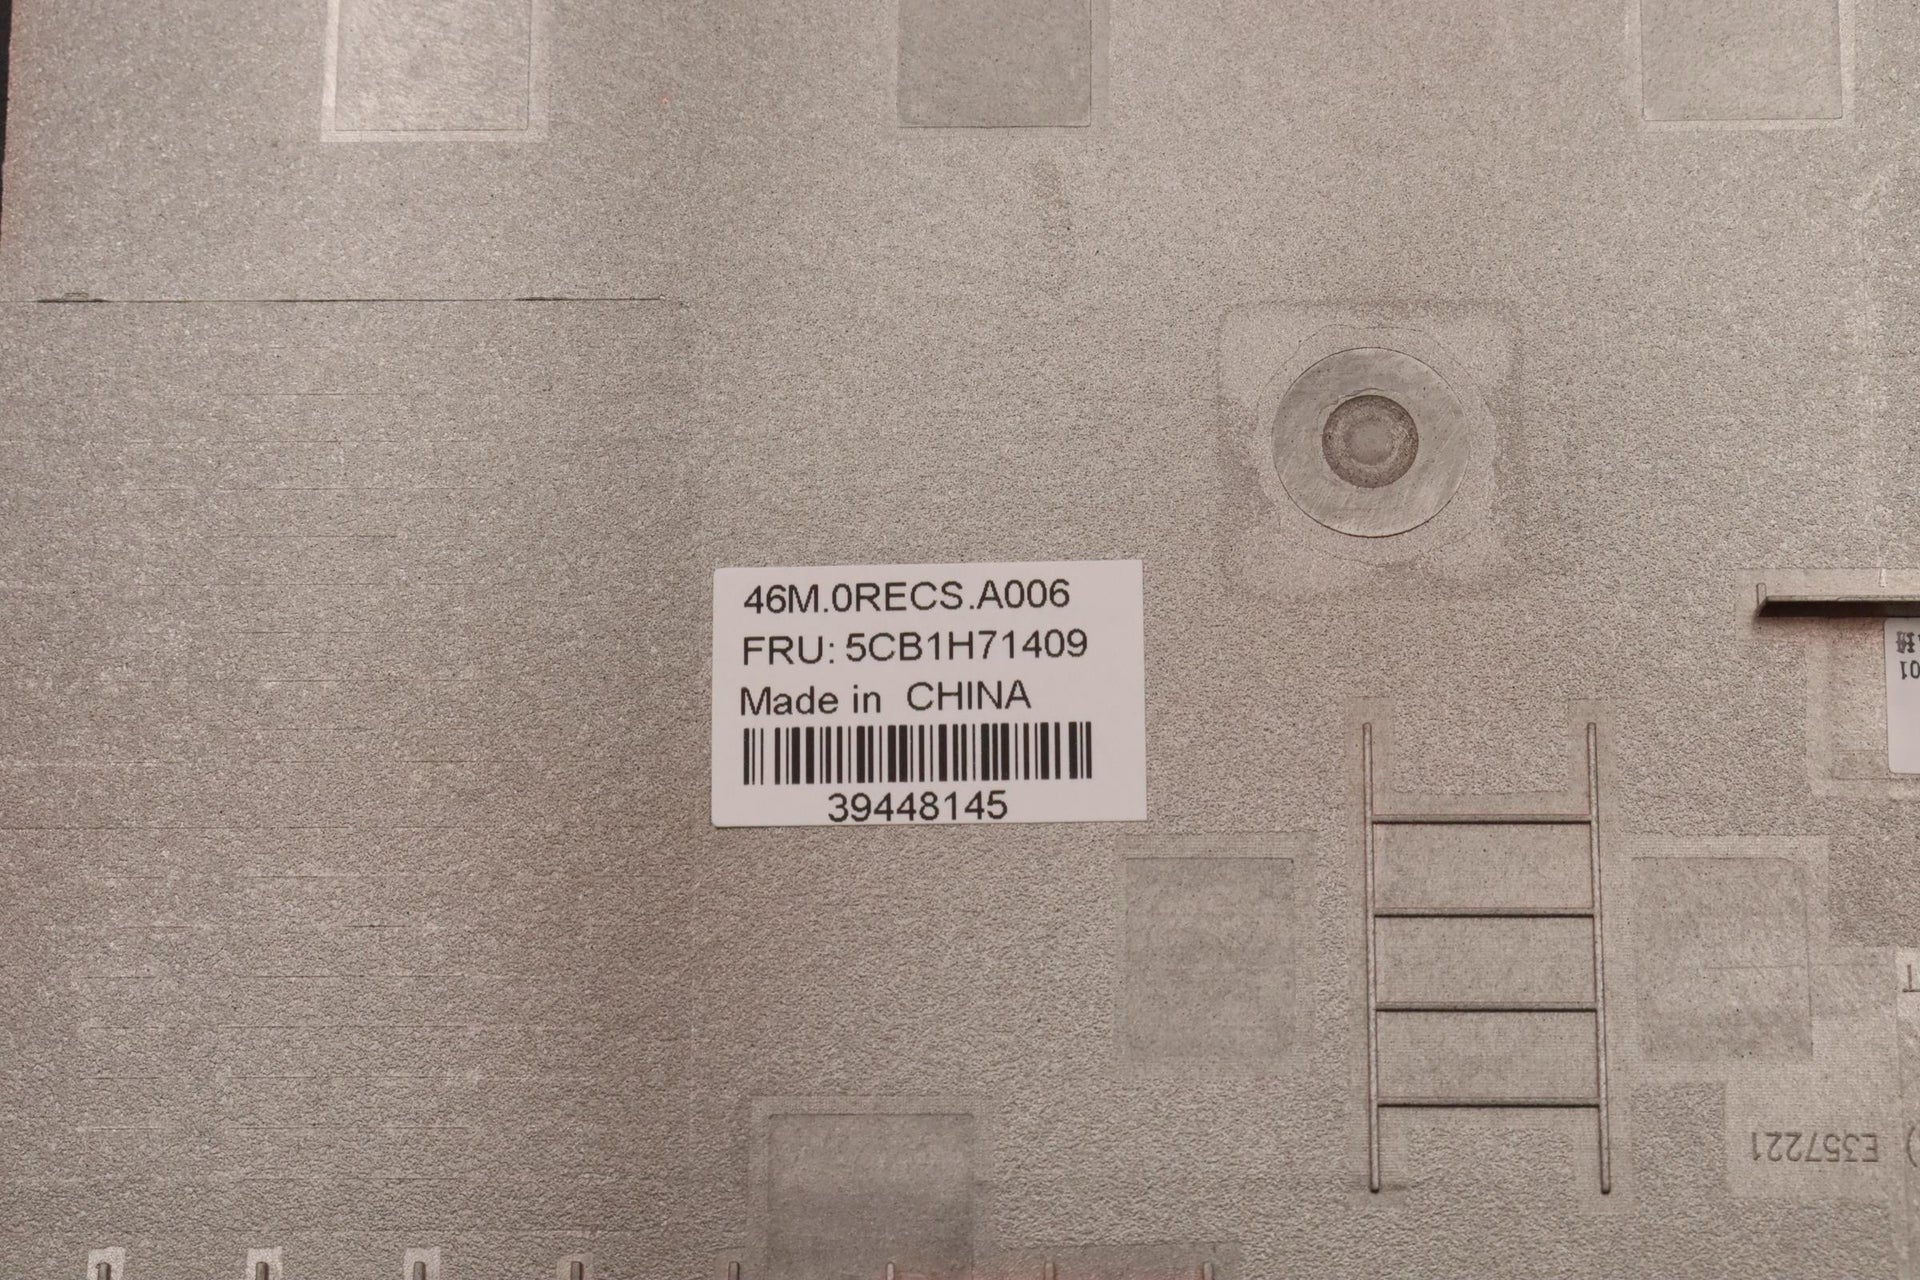 46M.0RECS.A006
FRU: 5CB1H71409
Made in CHINA
39448145
E357221